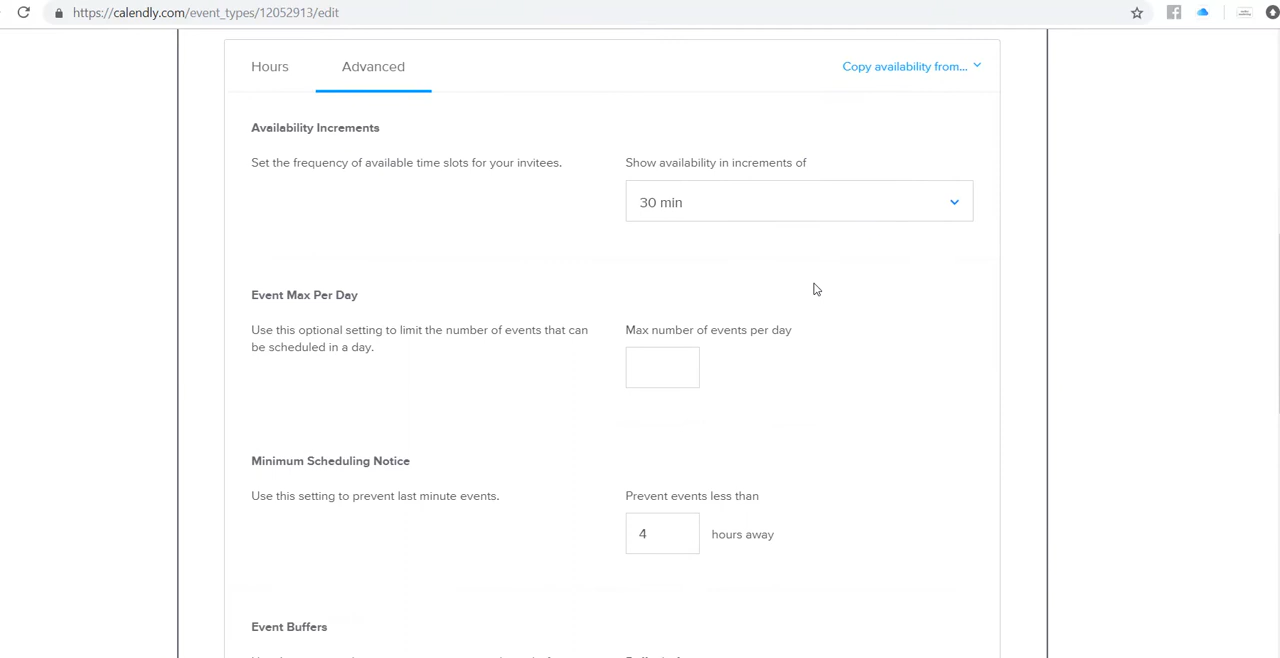 https://calendly.com/event_types/12052913/edit
Hours
Advanced
Copy availability from...
Availability Increments
Set the frequency of available time slots for your invitees.
Show availability in increments of
30 min
Event Max Per Day
Use this optional setting to limit the number of events that can
be scheduled in a day.
Max number of events per day
Minimum Scheduling Notice
Use this setting to prevent last minute events.
Prevent events less than
4 hours away
Event Buffers